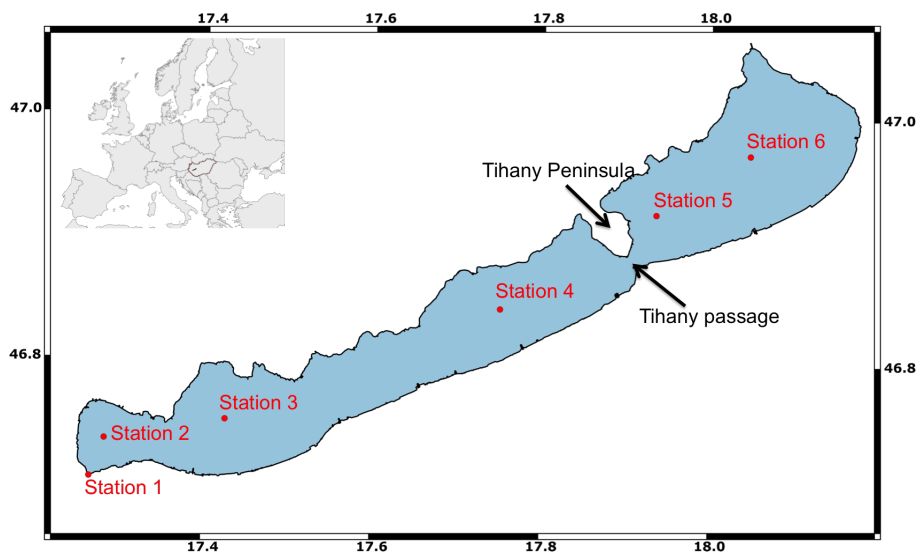 17.4
17.6
17.8
18.0
47.0
47.0
Station 6
Tihany Peninsula
Station 5
Station 4
Tihany passage
46.8
46.8
Station 3
Station 2
Station 1
17.4
17.6
17.8
18.0